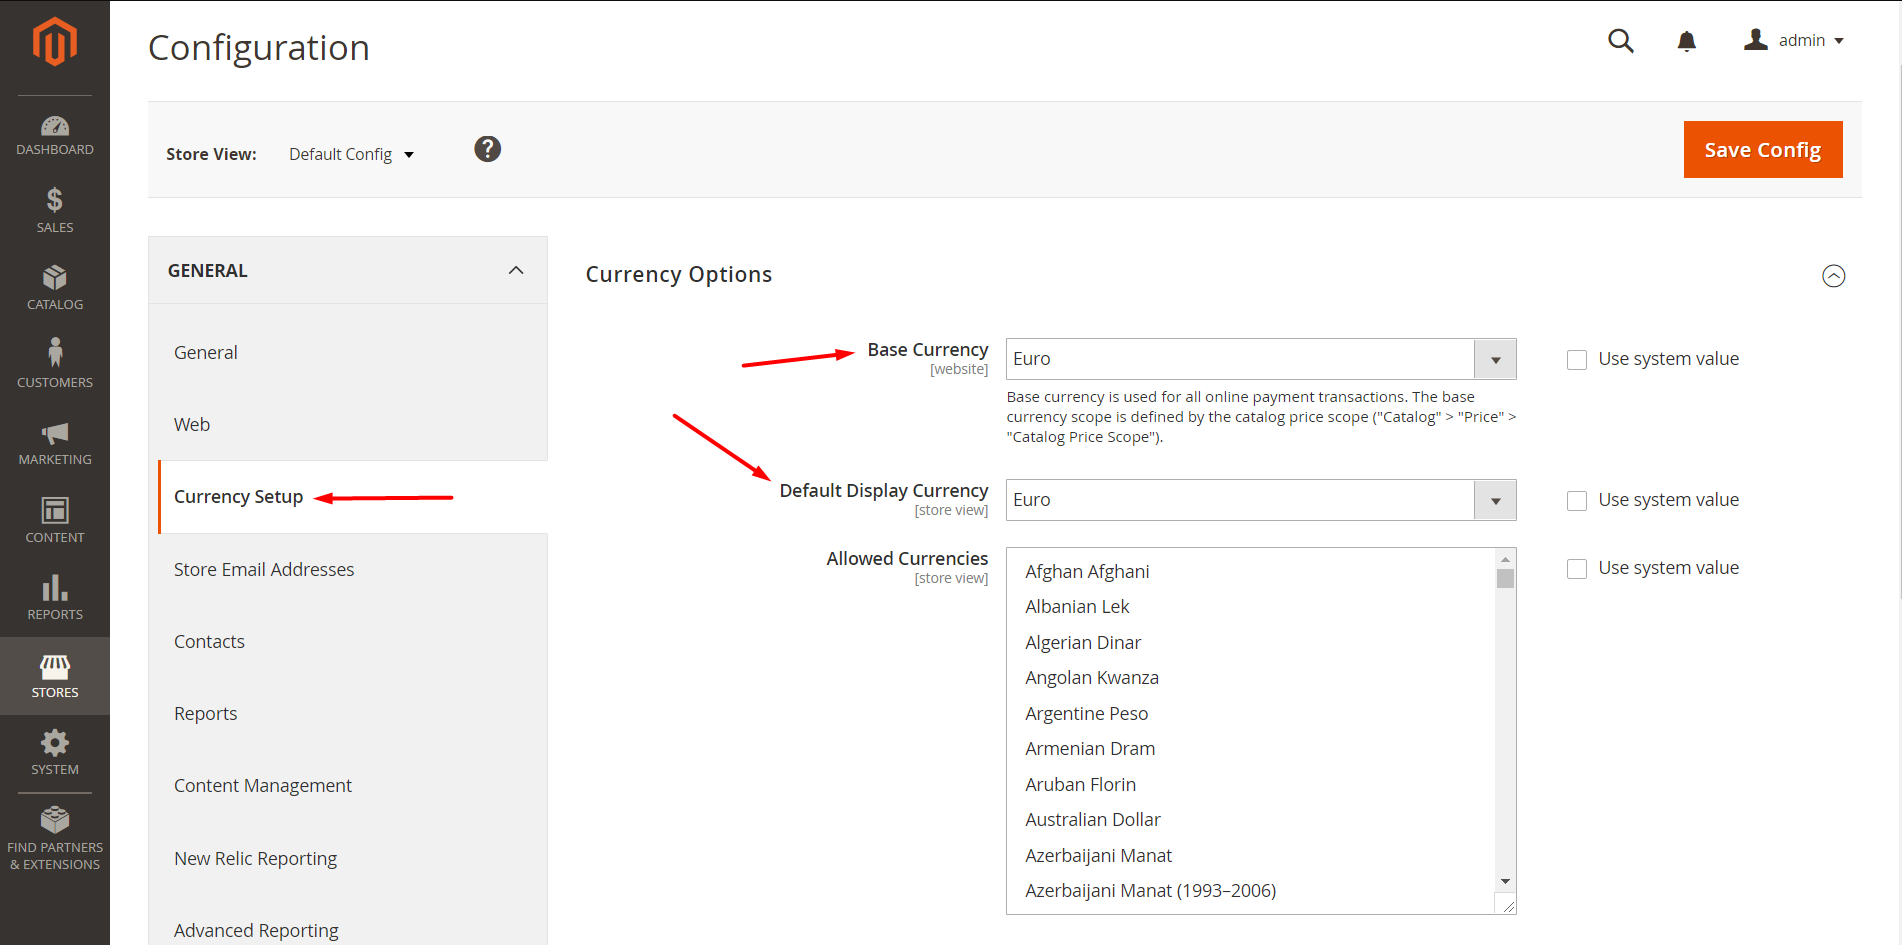 Configuration
admin
Store View: Default Config ?
Save Config
DASHBOARD
$
SALES
CATALOG
CUSTOMERS
MARKETING
CONTENT
REPORTS
STORES
SYSTEM
FIND PARTNERS
& EXTENSIONS
GENERAL
General
Web
Currency Setup
Store Email Addresses
Contacts
Reports
Content Management
New Relic Reporting
Advanced Reporting
Currency Options
Base Currency
[website]
Euro
Use system value
Base currency is used for all online payment transactions. The base
currency scope is defined by the catalog price scope ("Catalog" > "Price" >
"Catalog Price Scope").
Default Display Currency
[store view]
Euro
Use system value
Allowed Currencies
[store view]
Afghan Afghani
Albanian Lek
Algerian Dinar
Angolan Kwanza
Argentine Peso
Armenian Dram
Aruban Florin
Australian Dollar
Azerbaijani Manat
Azerbaijani Manat (1993–2006)
Use system value